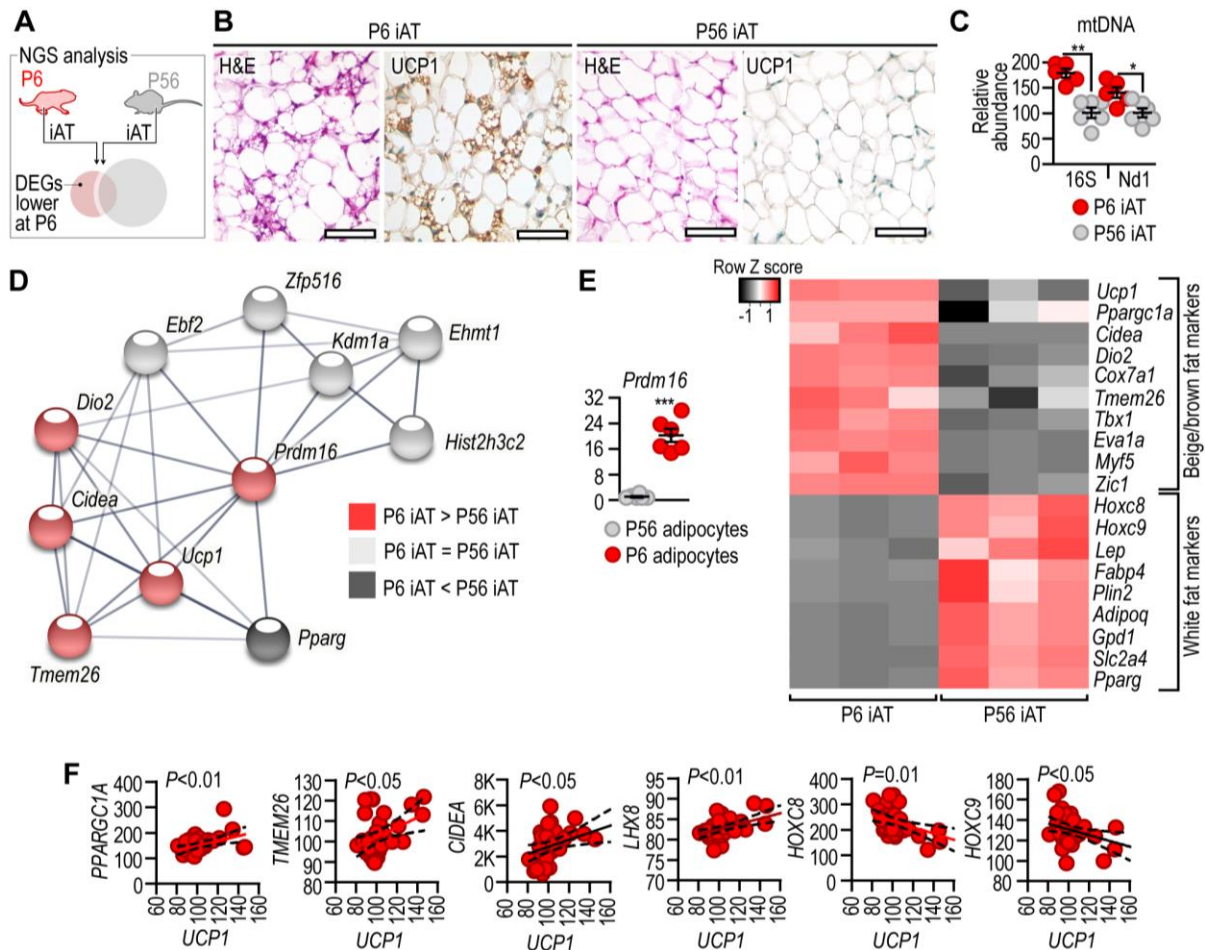 A
NGS analysis
P6
P56
iAT
iAT
DEGs
lower
at P6
B
P6 iAT
P56 iAT
H&E
UCP1
H&E
UCP1
C
mtDNA
Relative
abundance
200
150
100
50
0
**
*
16S
Nd1
P6 iAT
P56 iAT
D
Zfp516
Ebf2
Kdm1a
Ehmt1
Dio2
Prdm16
Hist2h3c2
Cidea
Ucp1
Pparg
Tmem26
P6 iAT > P56 iAT
P6 iAT = P56 iAT
P6 iAT < P56 iAT
E
Prdm16
***
32
24
16
8
0
P56 adipocytes
P6 adipocytes
Row Z score
-1 1
Ucp1
Ppargc1a
Cidea
Dio2
Cox7a1
Tmem26
Tbx1
Eva1a
Myf5
Zic1
Hoxc8
Hoxc9
Lep
Fabp4
Plin2
Adipoq
Gpd1
Slc2a4
Pparg
Beige/brown fat markers
White fat markers
P6 iAT
P56 iAT
F
P<0.01
PPARGC1A
400
300
200
100
0
60 80 100 120 140 160
UCP1
P<0.05
TMEM26
130
120
110
100
90
80
60 80 100 120 140 160
UCP1
P<0.05
CIDEA
8K
6K
4K
2K
0
60 80 100 120 140 160
UCP1
P<0.01
LHX8
95
90
85
80
75
70
60 80 100 120 140 160
UCP1
P=0.01
HOXC8
400
300
200
100
0
60 80 100 120 140 160
UCP1
P<0.05
HOXC9
180
160
140
120
100
80
60 80 100 120 140 160
UCP1